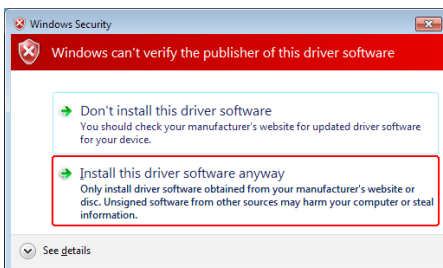 Windows Security
Windows can't verify the publisher of this driver software
Don't install this driver software
You should check your manufacturer's website for updated driver software
for your device.
Install this driver software anyway
Only install driver software obtained from your manufacturer's website or
disc. Unsigned software from other sources may harm your computer or steal
information.
See details